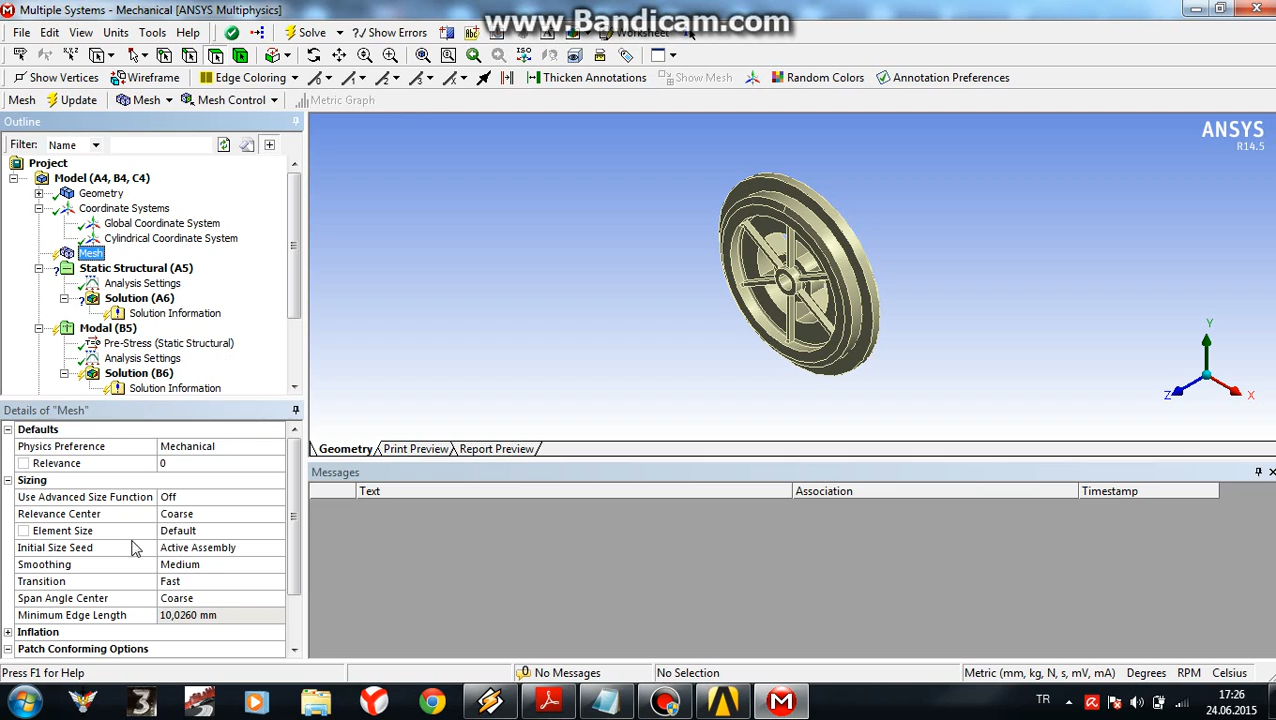 Multiple Systems - Mechanical [ANSYS Multiphysics]
www.Bandicam.com
File Edit View Units Tools Help Solve ?/ Show Errors Worksheet
Show Vertices Wireframe Edge Coloring Thicken Annotations Show Mesh Random Colors Annotation Preferences
Mesh Update Mesh Mesh Control Metric Graph
Outline
Filter: Name
Project
Model (A4, B4, C4)
Geometry
Coordinate Systems
Global Coordinate System
Cylindrical Coordinate System
Mesh
Static Structural (A5)
Analysis Settings
Solution (A6)
Solution Information
Modal (B5)
Pre-Stress (Static Structural)
Analysis Settings
Solution (B6)
Solution Information
ANSYS
R14.5
Y
Z X
Details of "Mesh"
Defaults
Physics Preference Mechanical
Relevance 0
Sizing
Use Advanced Size Function Off
Relevance Center Coarse
Element Size Default
Initial Size Seed Active Assembly
Smoothing Medium
Transition Fast
Span Angle Center Coarse
Minimum Edge Length 10,0260 mm
Inflation
Patch Conforming Options
Geometry Print Preview Report Preview
Messages
Text Association Timestamp
Press F1 for Help 0 No Messages No Selection Metric (mm, kg, N, s, mV, mA) Degrees RPM Celsius
TR 17:26
24.06.2015